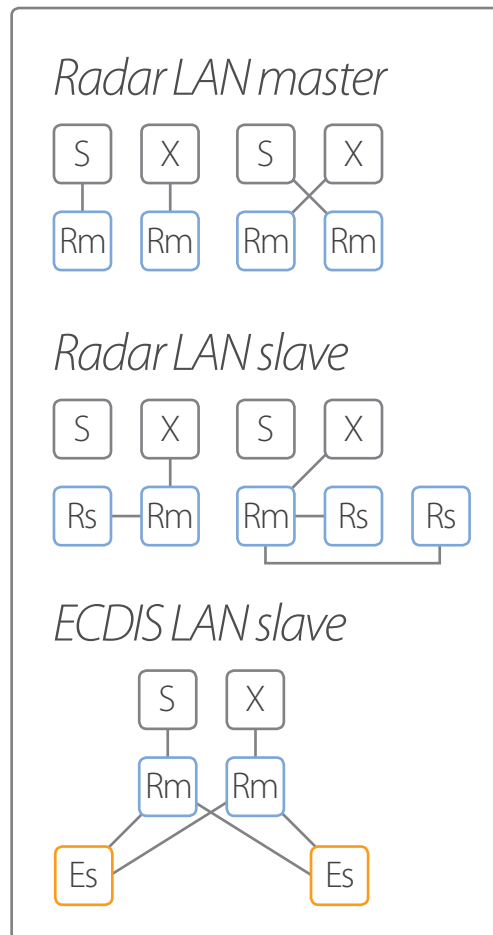 Radar LAN master
S X S X
Rm Rm Rm Rm
Radar LAN slave
S X S X
Rs Rm Rm Rs Rs
ECDIS LAN slave
S X
Rm Rm
Es Es